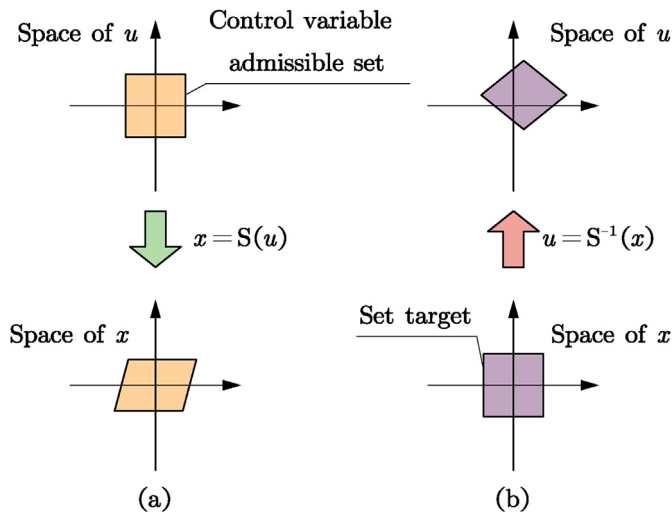 Space of u
Control variable
admissible set
Space of u
x = S(u)
u = S⁻¹(x)
Space of x
Set target
Space of x
(a)
(b)